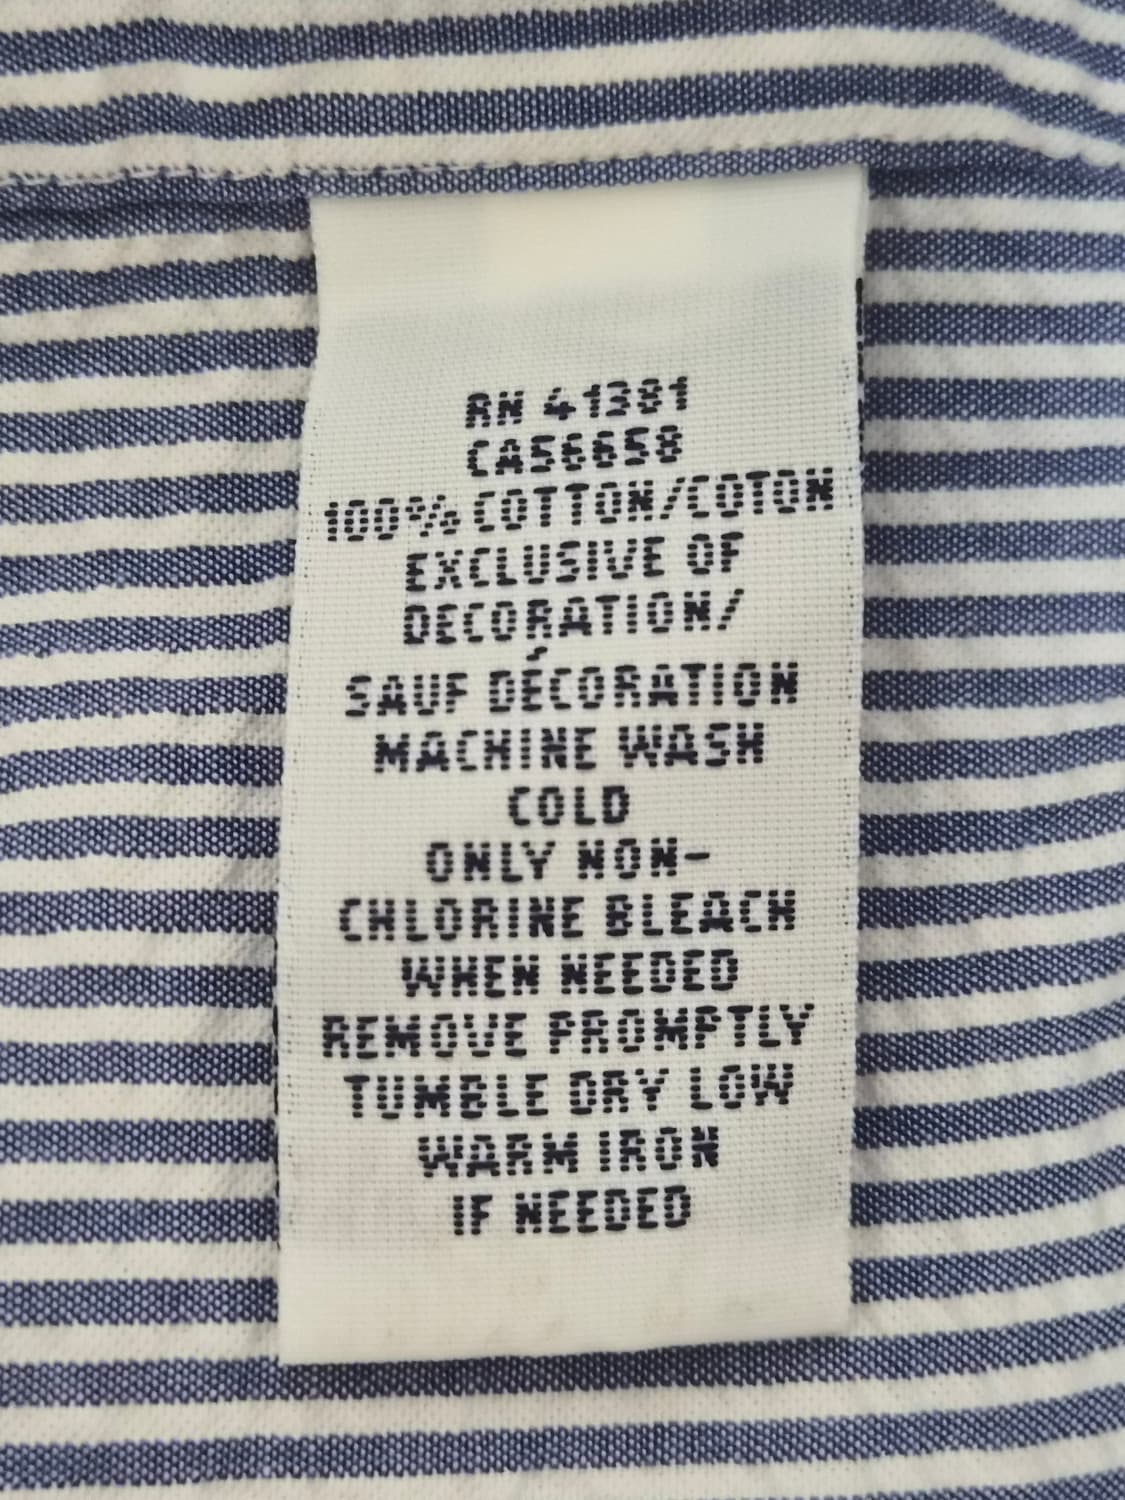 RN 41381
CA56658
100% COTTON/COTON
EXCLUSIVE OF
DECORATION/
SAUF DÉCORATION
MACHINE WASH
COLD
ONLY NON-
CHLORINE BLEACH
WHEN NEEDED
REMOVE PROMPTLY
TUMBLE DRY LOW
WARM IRON
IF NEEDED